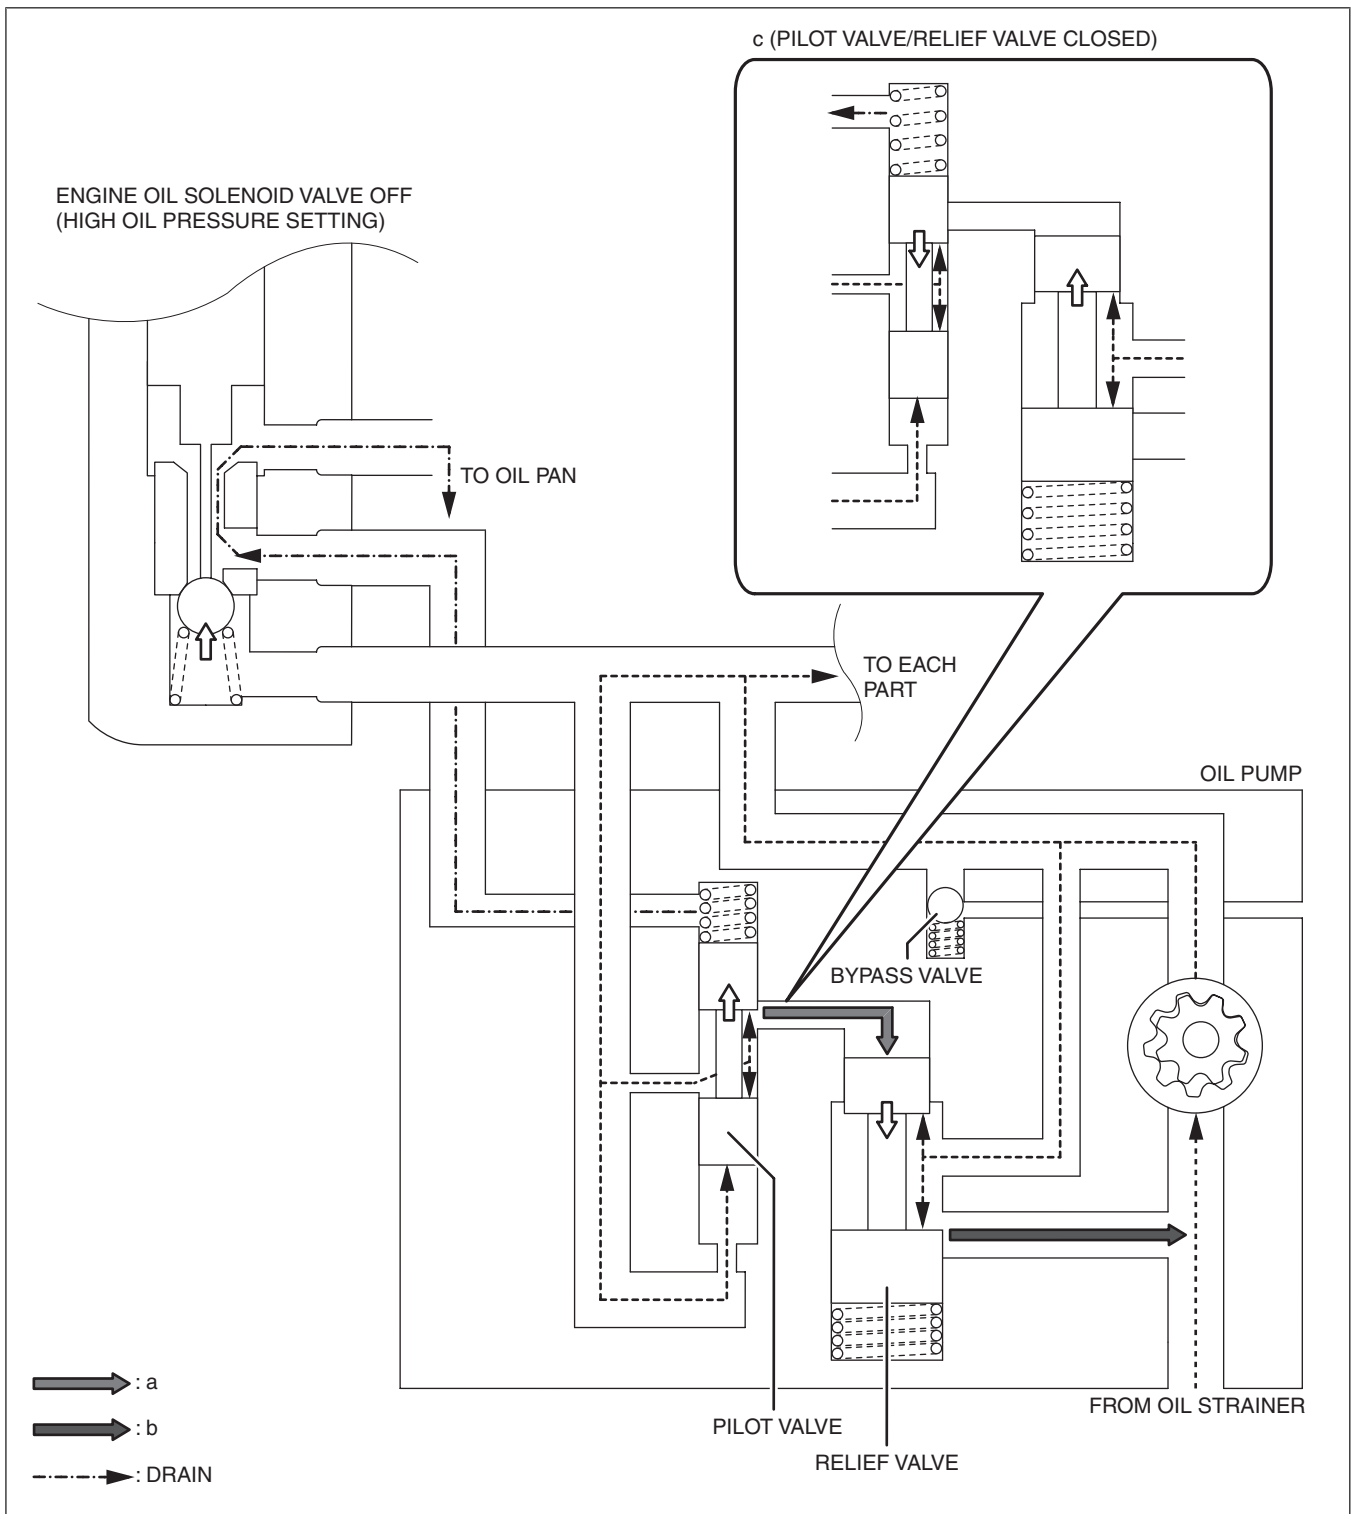 c (PILOT VALVE/RELIEF VALVE CLOSED)
ENGINE OIL SOLENOID VALVE OFF
(HIGH OIL PRESSURE SETTING)
TO OIL PAN
TO EACH
PART
OIL PUMP
BYPASS VALVE
: a
: b
: DRAIN
PILOT VALVE
RELIEF VALVE
FROM OIL STRAINER